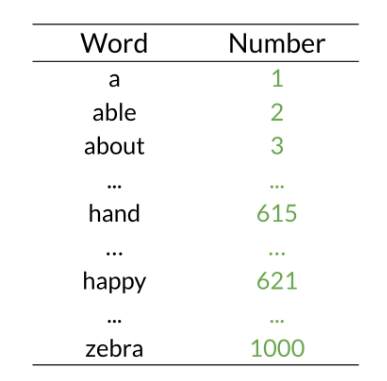 Word Number
a 1
able 2
about 3
... ...
hand 615
... ...
happy 621
... ...
zebra 1000